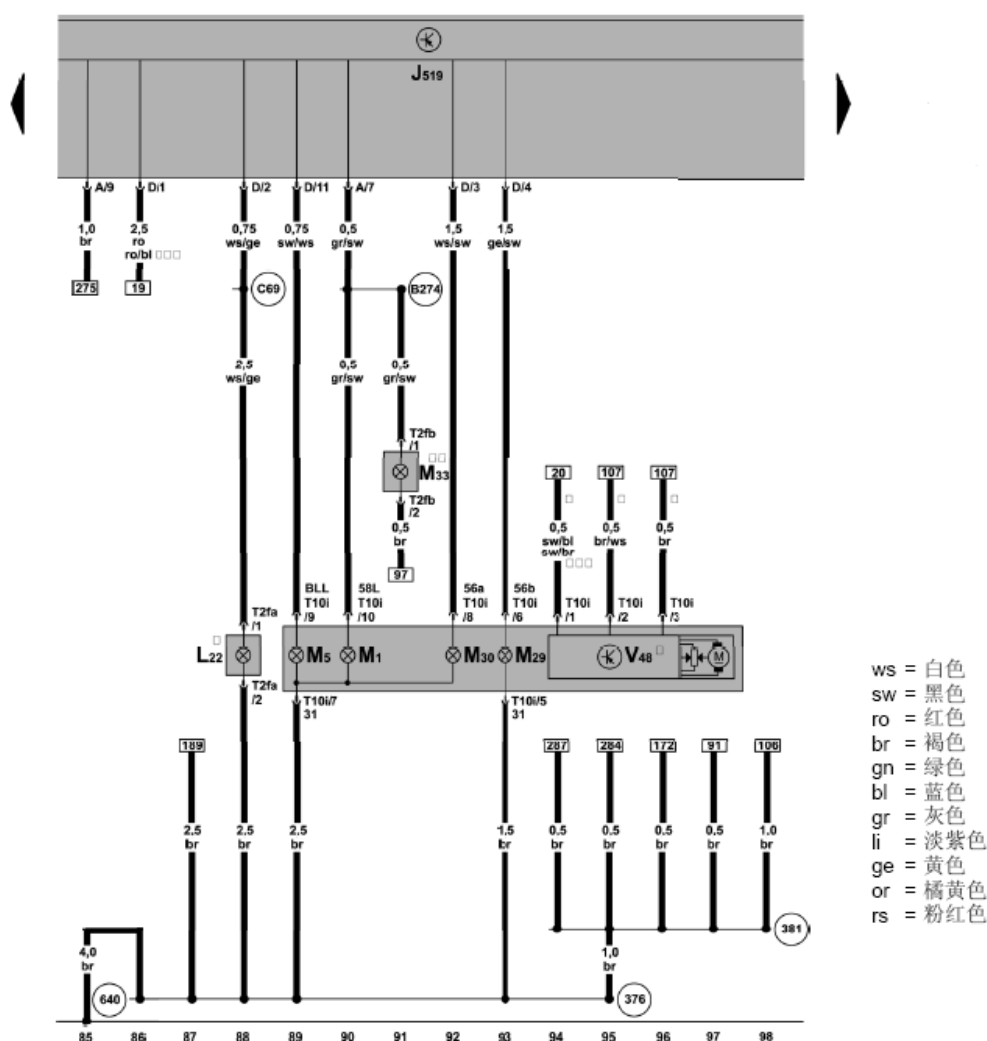 J519
A/9 D/1 D/2 D/11 A/7 D/3 D/4
1,0 2,5 0,75 0,75 0,5 1,5 1,5
br ro ws/ge sw/ws gr/sw ws/sw ge/sw
ro/bl □□□
275 19 C69 B274
2,5 0,5 0,5
ws/ge gr/sw gr/sw
T2fb
/1
□□
M33
20 107 107
T2fb
/2
□ □ □
0,5 0,5 0,5 0,5
br sw/bl br/ws br
sw/br
□□□
97
BLL 58L 56a 56b
T10i T10i T10i T10i T10i T10i T10i
/9 /10 /8 /6 /1 /2 /3
T2fa
/1
□
L22 M5 M1 M30 M29 V48 □ M
T2fa
/2
T10i/7 T10i/5
31 31
189 287 284 172 91 106
2,5 2,5 2,5 1,5 0,5 0,5 0,5 0,5 1,0
br br br br br br br br br
381
4,0 1,0
br br
640 376
85 86 87 88 89 90 91 92 93 94 95 96 97 98
ws = 白色
sw = 黑色
ro = 红色
br = 褐色
gn = 绿色
bl = 蓝色
gr = 灰色
li = 淡紫色
ge = 黄色
or = 橘黄色
rs = 粉红色